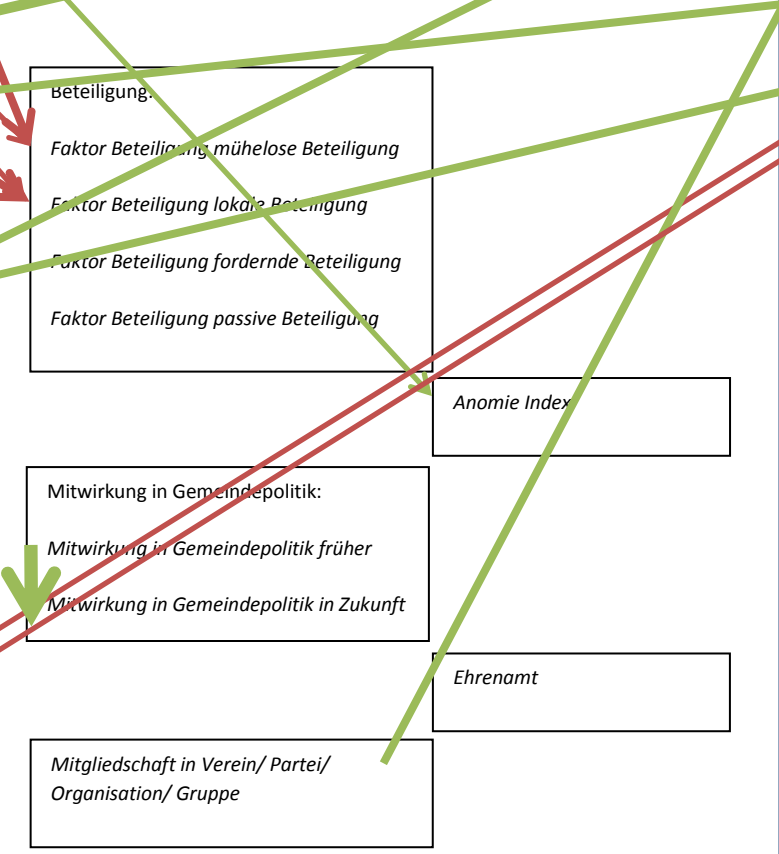 Beteiligung:
Faktor Beteiligung mühelose Beteiligung
Faktor Beteiligung lokale Beteiligung
Faktor Beteiligung fordernde Beteiligung
Faktor Beteiligung passive Beteiligung
Anomie Index
Mitwirkung in Gemeindepolitik:
Mitwirkung in Gemeindepolitik früher
Mitwirkung in Gemeindepolitik in Zukunft
Ehrenamt
Mitgliedschaft in Verein/ Partei/
Organisation/ Gruppe